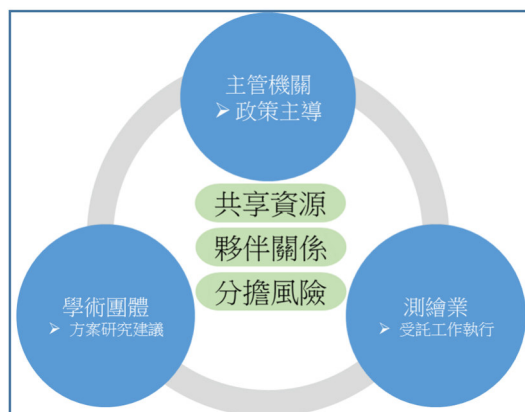 主管機關
➢ 政策主導
共享資源
夥伴關係
分擔風險
學術團體
➢ 方案研究建議
測繪業
➢ 受託工作執行